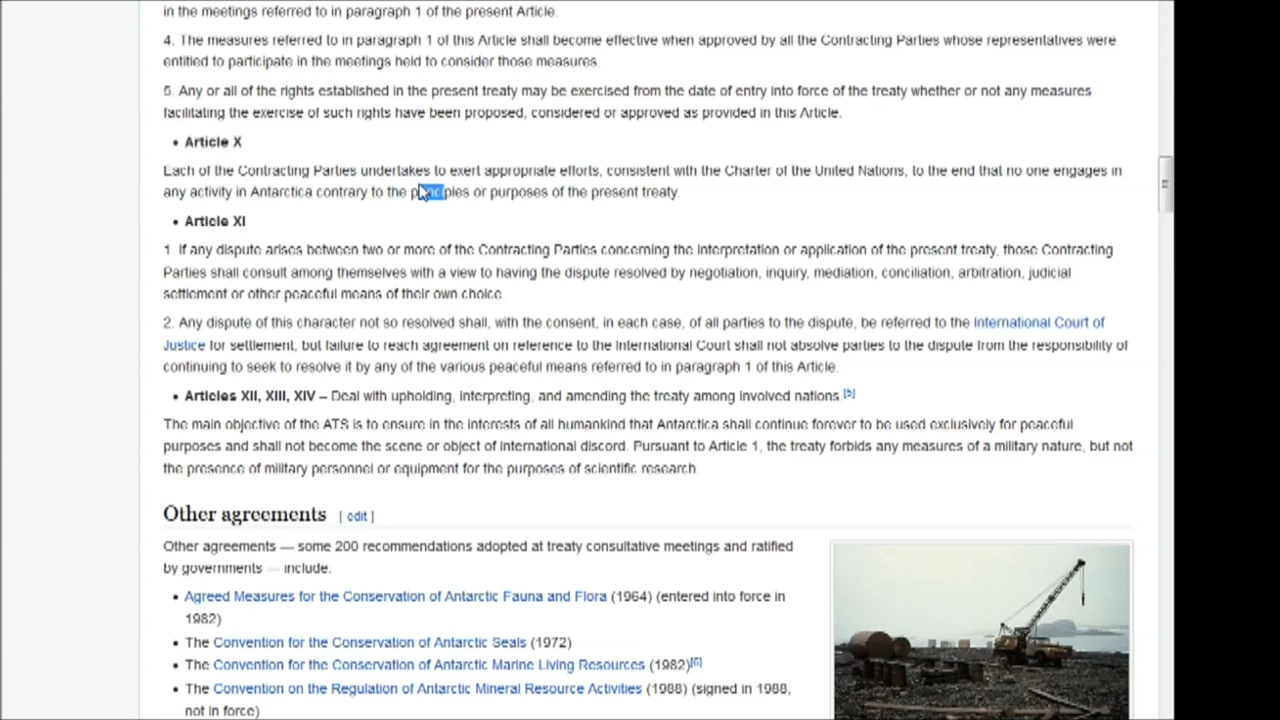 in the meetings referred to in paragraph 1 of the present Article.
4. The measures referred to in paragraph 1 of this Article shall become effective when approved by all the Contracting Parties whose representatives were
entitled to participate in the meetings held to consider those measures.
5. Any or all of the rights established in the present treaty may be exercised from the date of entry into force of the treaty whether or not any measures
facilitating the exercise of such rights have been proposed, considered or approved as provided in this Article.
• Article X
Each of the Contracting Parties undertakes to exert appropriate efforts, consistent with the Charter of the United Nations, to the end that no one engages in
any activity in Antarctica contrary to the principles or purposes of the present treaty.
• Article XI
1. If any dispute arises between two or more of the Contracting Parties concerning the interpretation or application of the present treaty, those Contracting
Parties shall consult among themselves with a view to having the dispute resolved by negotiation, inquiry, mediation, conciliation, arbitration, judicial
settlement or other peaceful means of their own choice.
2. Any dispute of this character not so resolved shall, with the consent, in each case, of all parties to the dispute, be referred to the International Court of
Justice for settlement, but failure to reach agreement on reference to the International Court shall not absolve parties to the dispute from the responsibility of
continuing to seek to resolve it by any of the various peaceful means referred to in paragraph 1 of this Article.
• Articles XII, XIII, XIV – Deal with upholding, interpreting, and amending the treaty among involved nations.[5]
The main objective of the ATS is to ensure in the interests of all humankind that Antarctica shall continue forever to be used exclusively for peaceful
purposes and shall not become the scene or object of international discord. Pursuant to Article 1, the treaty forbids any measures of a military nature, but not
the presence of military personnel or equipment for the purposes of scientific research.
Other agreements [ edit ]
Other agreements — some 200 recommendations adopted at treaty consultative meetings and ratified
by governments — include:
• Agreed Measures for the Conservation of Antarctic Fauna and Flora (1964) (entered into force in
1982)
• The Convention for the Conservation of Antarctic Seals (1972)
• The Convention for the Conservation of Antarctic Marine Living Resources (1982)[6]
• The Convention on the Regulation of Antarctic Mineral Resource Activities (1988) (signed in 1988,
not in force)